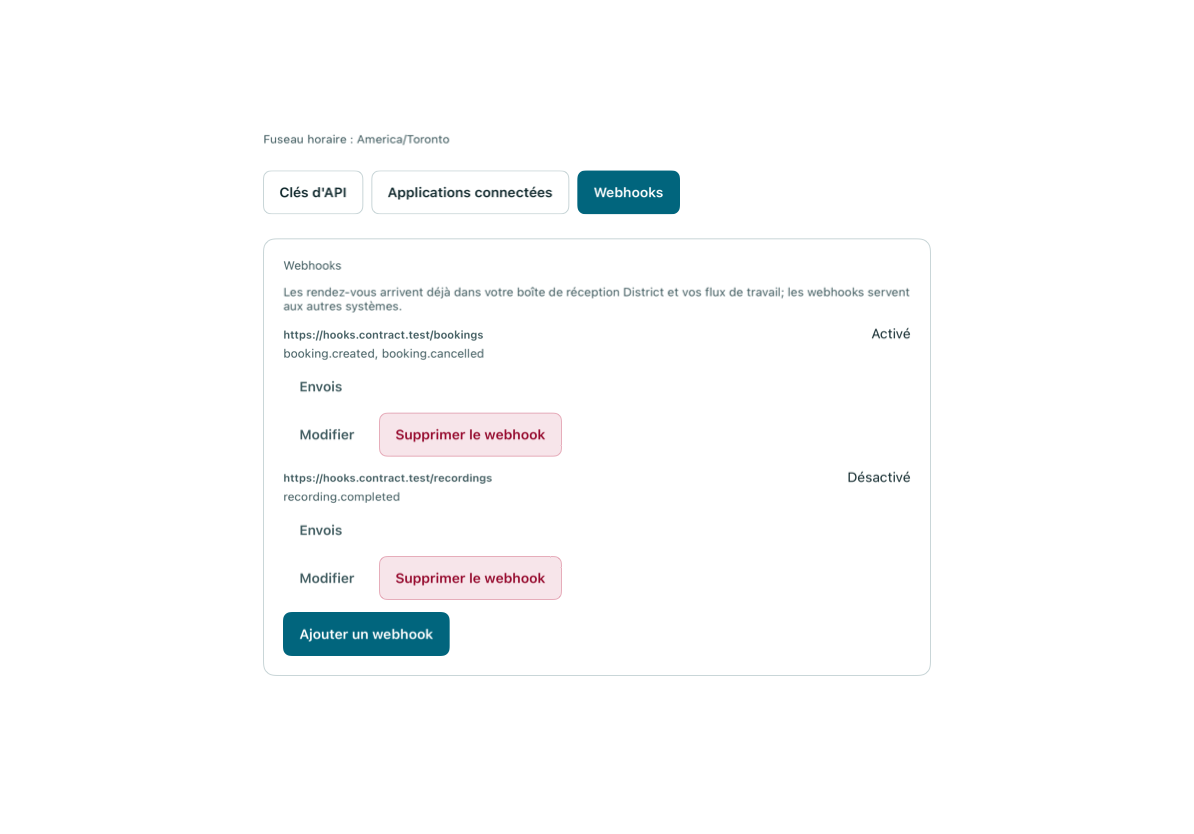 Fuseau horaire : America/Toronto
Clés d'API
Applications connectées
Webhooks
Webhooks
Les rendez-vous arrivent déjà dans votre boîte de réception District et vos flux de travail; les webhooks servent
aux autres systèmes.
https://hooks.contract.test/bookings
Activé
booking.created, booking.cancelled
Envois
Modifier
Supprimer le webhook
https://hooks.contract.test/recordings
Désactivé
recording.completed
Envois
Modifier
Supprimer le webhook
Ajouter un webhook